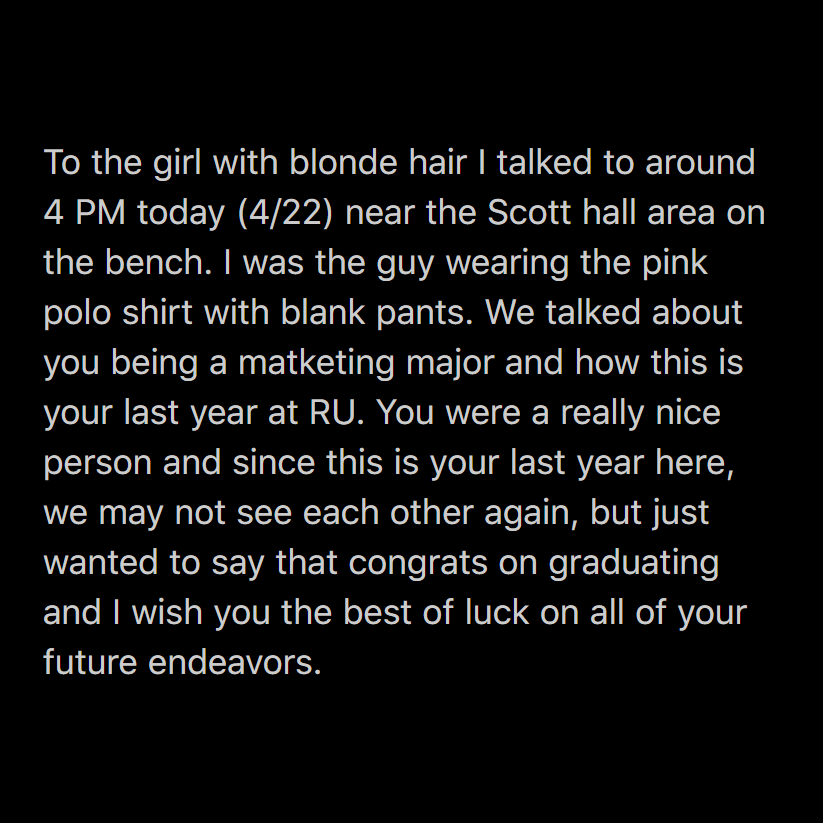 To the girl with blonde hair I talked to around
4 PM today (4/22) near the Scott hall area on
the bench. I was the guy wearing the pink
polo shirt with blank pants. We talked about
you being a matketing major and how this is
your last year at RU. You were a really nice
person and since this is your last year here,
we may not see each other again, but just
wanted to say that congrats on graduating
and I wish you the best of luck on all of your
future endeavors.